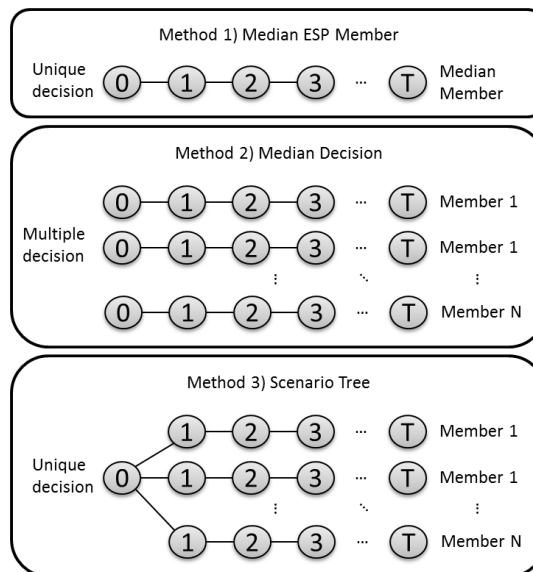 Method 1) Median ESP Member
Unique decision 0 1 2 3 ... T Median Member
Method 2) Median Decision
0 1 2 3 ... T Member 1
Multiple decision 0 1 2 3 ... T Member 1
⋮ ⋱ ⋮
0 1 2 3 ... T Member N
Method 3) Scenario Tree
1 2 3 ... T Member 1
Unique decision 0 1 2 3 ... T Member 1
⋮ ⋱ ⋮
1 2 3 ... T Member N